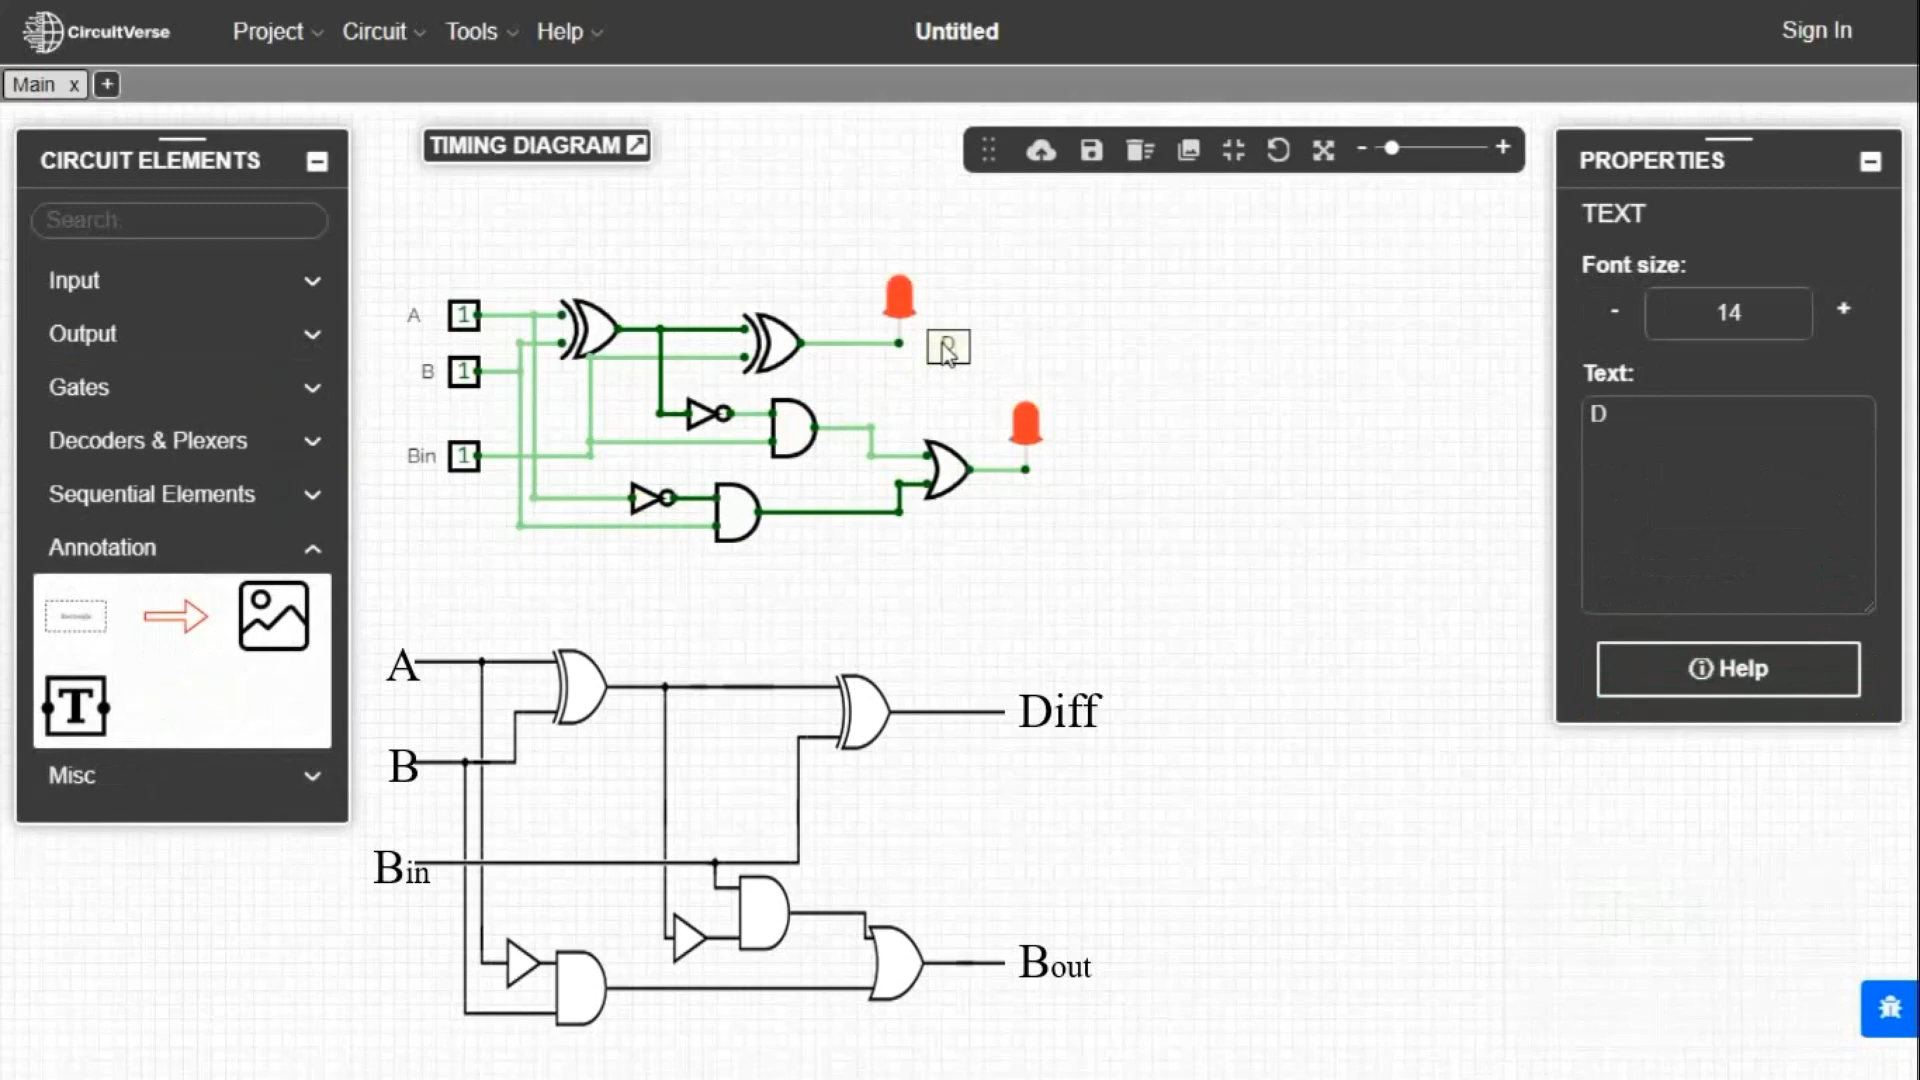 CircuitVerse
Project
Circuit
Tools
Help
Untitled
Sign In
Main x +
CIRCUIT ELEMENTS
Search
Input
Output
Gates
Decoders & Plexers
Sequential Elements
Annotation
T
Misc
TIMING DIAGRAM
- +
A 1
B 1
Bin 1
D
A
B
Bin
Diff
Bout
PROPERTIES
TEXT
Font size:
- 14 +
Text:
D
Help